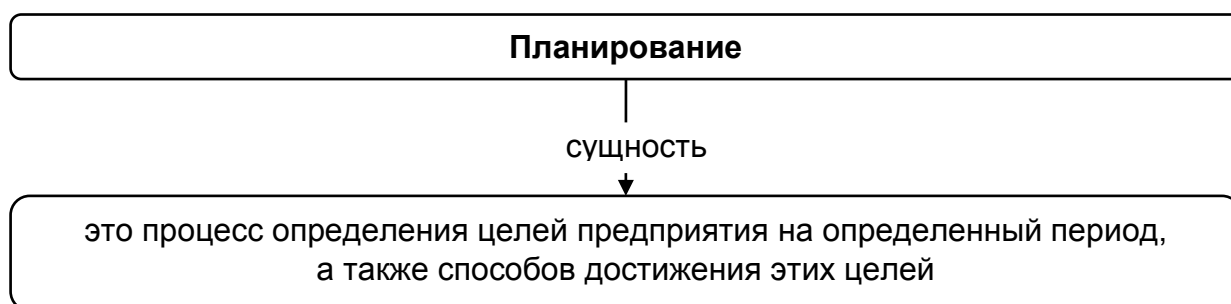 Планирование
сущность
это процесс определения целей предприятия на определенный период,
а также способов достижения этих целей